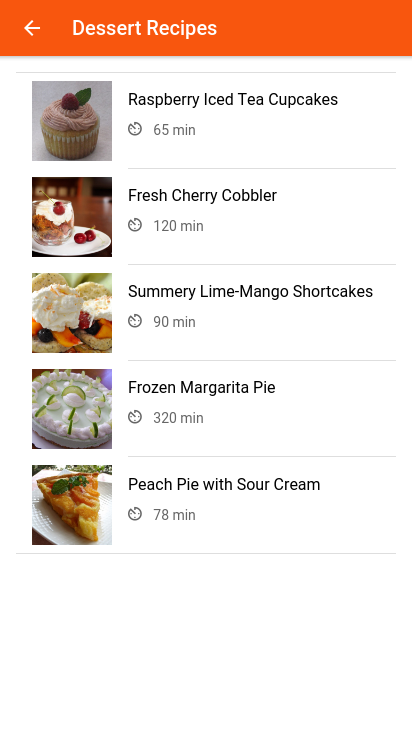 Dessert Recipes
Raspberry Iced Tea Cupcakes
65 min
Fresh Cherry Cobbler
120 min
Summery Lime-Mango Shortcakes
90 min
Frozen Margarita Pie
320 min
Peach Pie with Sour Cream
78 min